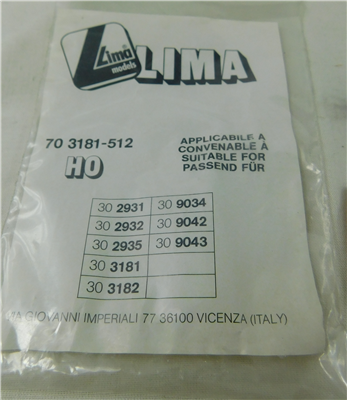 Lima
models
LIMA
70 3181-512
HO
APPLICABILE A
CONVENABLE À
SUITABLE FOR
PASSEND FÜR
30 2931 30 9034
30 2932 30 9042
30 2935 30 9043
30 3181
30 3182
GIOVANNI IMPERIALI 77 36100 VICENZA (ITALY)